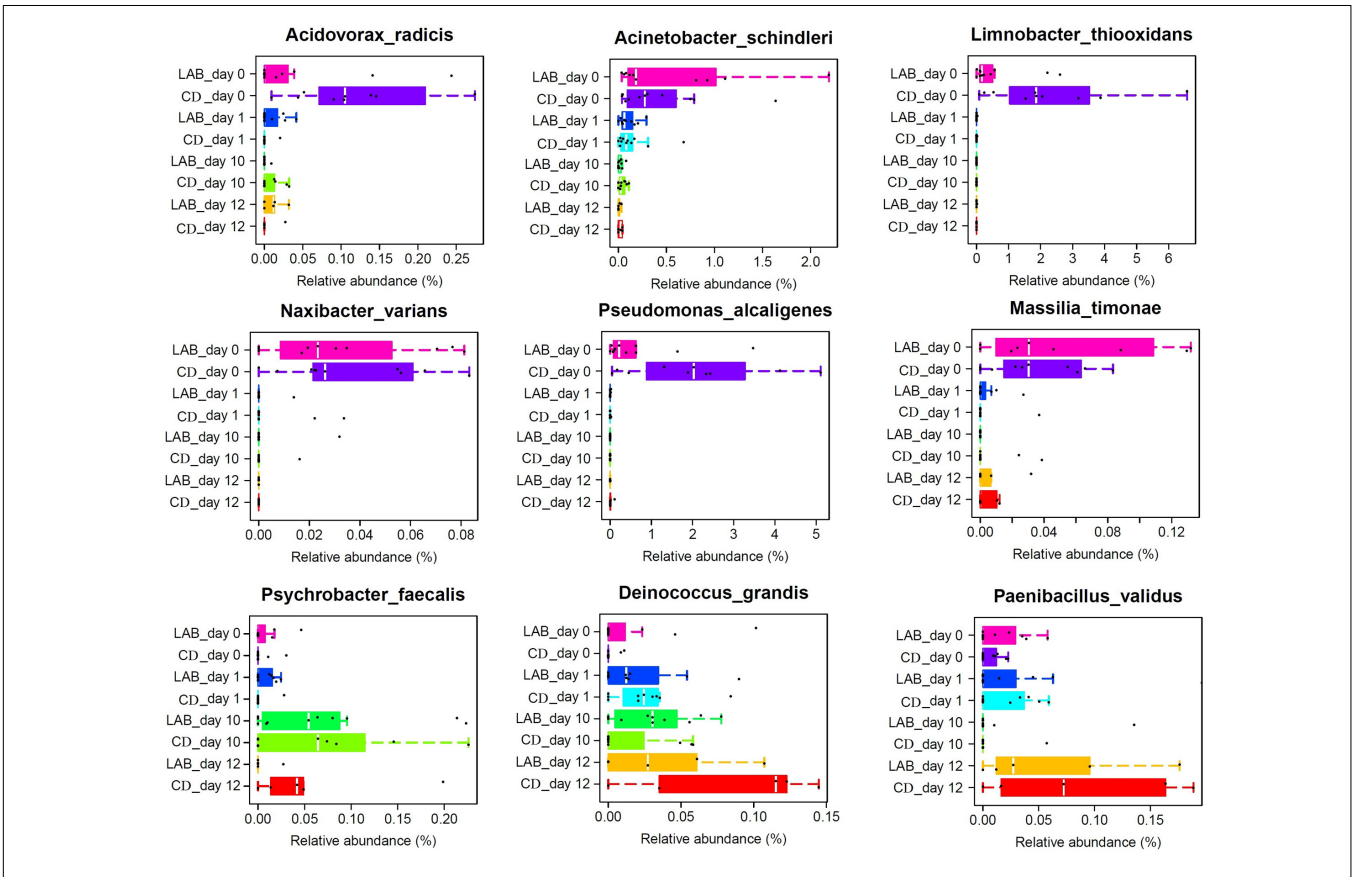 Acidovorax_radicis
LAB_day 0
CD_day 0
LAB_day 1
CD_day 1
LAB_day 10
CD_day 10
LAB_day 12
CD_day 12
0.00 0.05 0.10 0.15 0.20 0.25
Relative abundance (%)
Acinetobacter_schindleri
LAB_day 0
CD_day 0
LAB_day 1
CD_day 1
LAB_day 10
CD_day 10
LAB_day 12
CD_day 12
0.0 0.5 1.0 1.5 2.0
Relative abundance (%)
Limnobacter_thiooxidans
LAB_day 0
CD_day 0
LAB_day 1
CD_day 1
LAB_day 10
CD_day 10
LAB_day 12
CD_day 12
0 1 2 3 4 5 6
Relative abundance (%)
Naxibacter_varians
LAB_day 0
CD_day 0
LAB_day 1
CD_day 1
LAB_day 10
CD_day 10
LAB_day 12
CD_day 12
0.00 0.02 0.04 0.06 0.08
Relative abundance (%)
Pseudomonas_alcaligenes
LAB_day 0
CD_day 0
LAB_day 1
CD_day 1
LAB_day 10
CD_day 10
LAB_day 12
CD_day 12
0 1 2 3 4 5
Relative abundance (%)
Massilia_timonae
LAB_day 0
CD_day 0
LAB_day 1
CD_day 1
LAB_day 10
CD_day 10
LAB_day 12
CD_day 12
0.00 0.04 0.08 0.12
Relative abundance (%)
Psychrobacter_faecalis
LAB_day 0
CD_day 0
LAB_day 1
CD_day 1
LAB_day 10
CD_day 10
LAB_day 12
CD_day 12
0.00 0.05 0.10 0.15 0.20
Relative abundance (%)
Deinococcus_grandis
LAB_day 0
CD_day 0
LAB_day 1
CD_day 1
LAB_day 10
CD_day 10
LAB_day 12
CD_day 12
0.00 0.05 0.10 0.15
Relative abundance (%)
Paenibacillus_validus
LAB_day 0
CD_day 0
LAB_day 1
CD_day 1
LAB_day 10
CD_day 10
LAB_day 12
CD_day 12
0.00 0.05 0.10 0.15
Relative abundance (%)